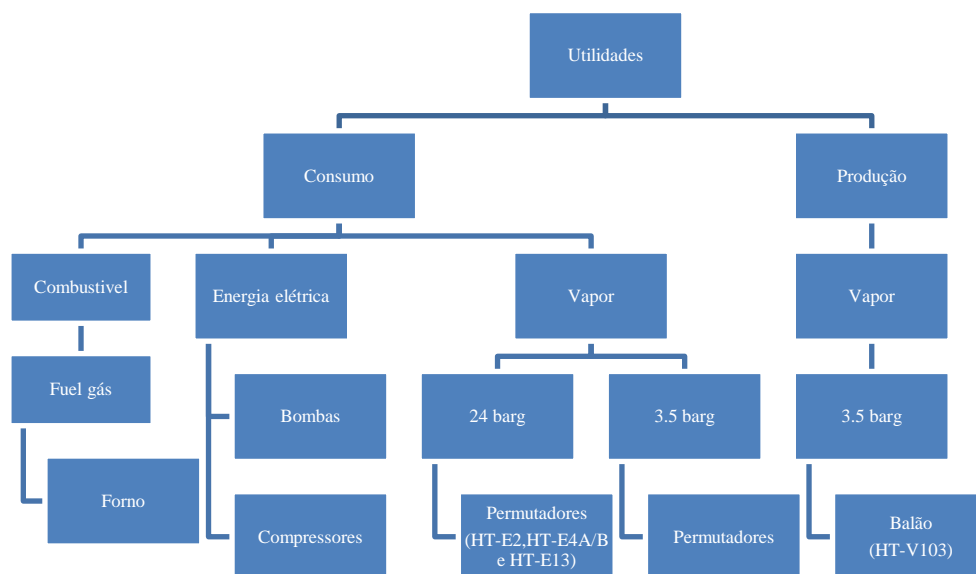 Utilidades
Consumo
Produção
Combustivel
Energia elétrica
Vapor
Vapor
Fuel gás
Bombas
24 barg
3.5 barg
3.5 barg
Forno
Compressores
Permutadores
(HT-E2,HT-E4A/B
e HT-E13)
Permutadores
Balão
(HT-V103)